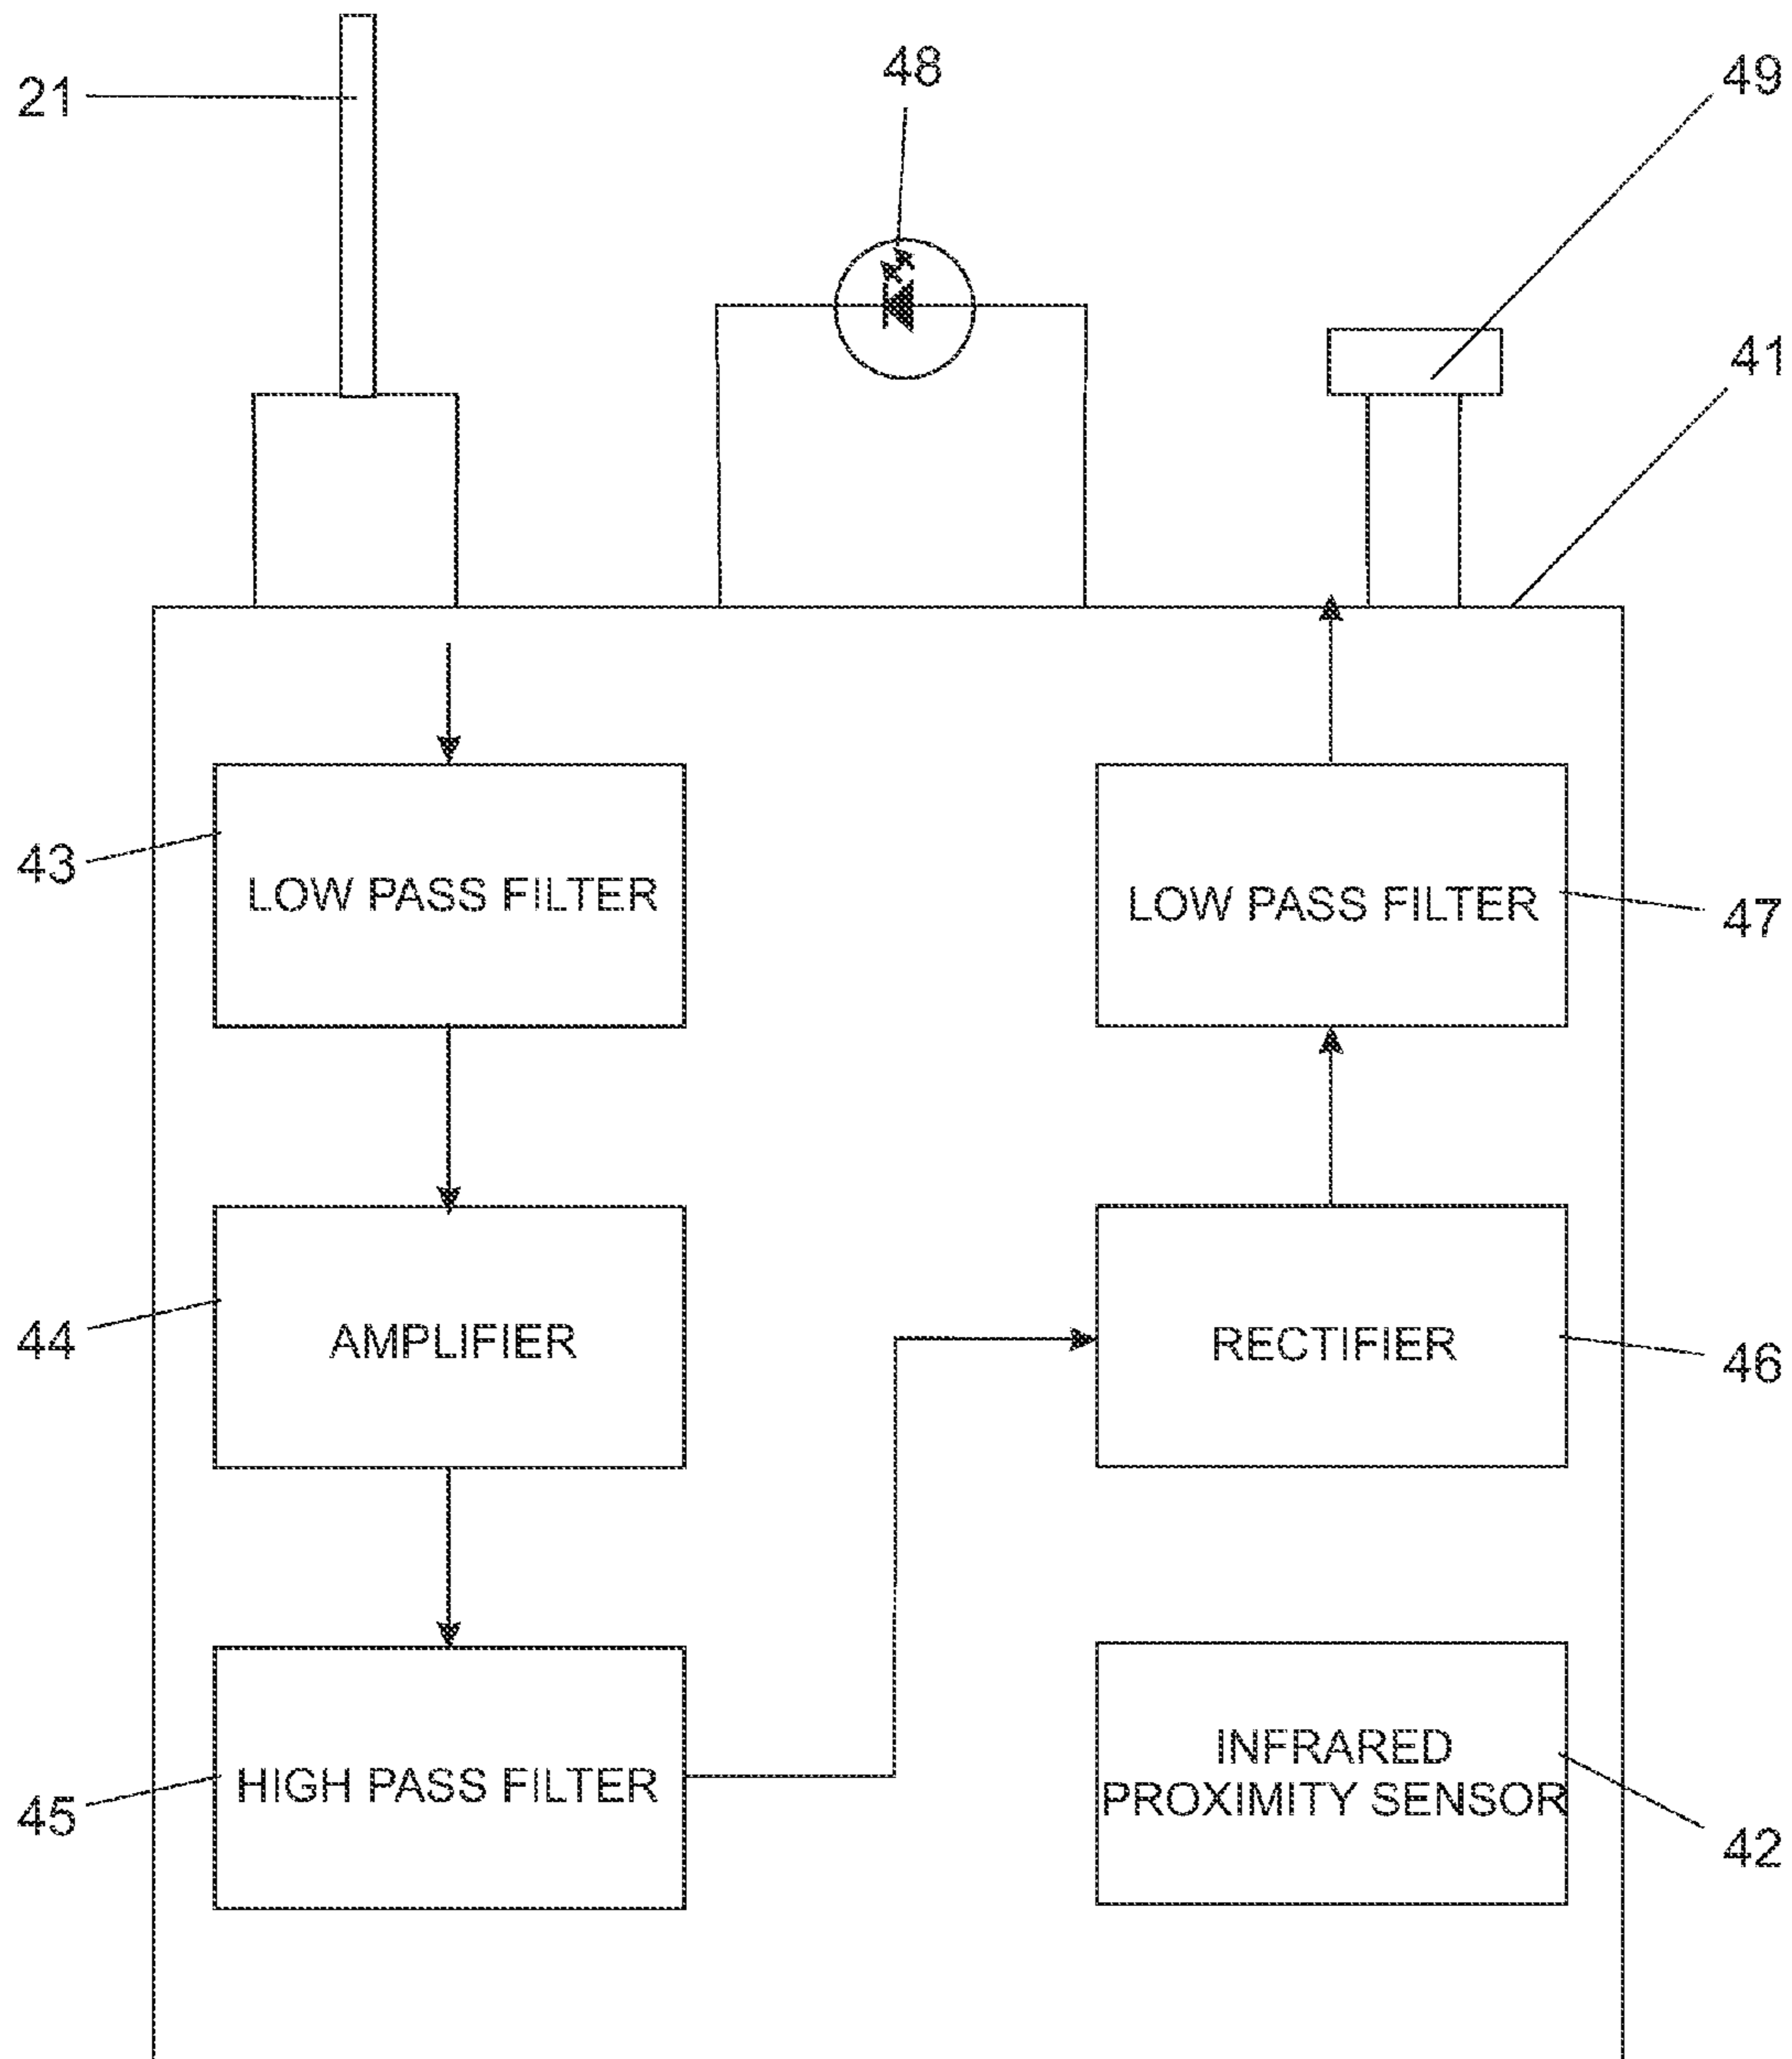 48
49
21
41
43
LOW PASS FILTER
LOW PASS FILTER
47
44
AMPLIFIER
RECTIFIER
46
INFRARED
PROXIMITY SENSOR
45
HIGH PASS FILTER
42